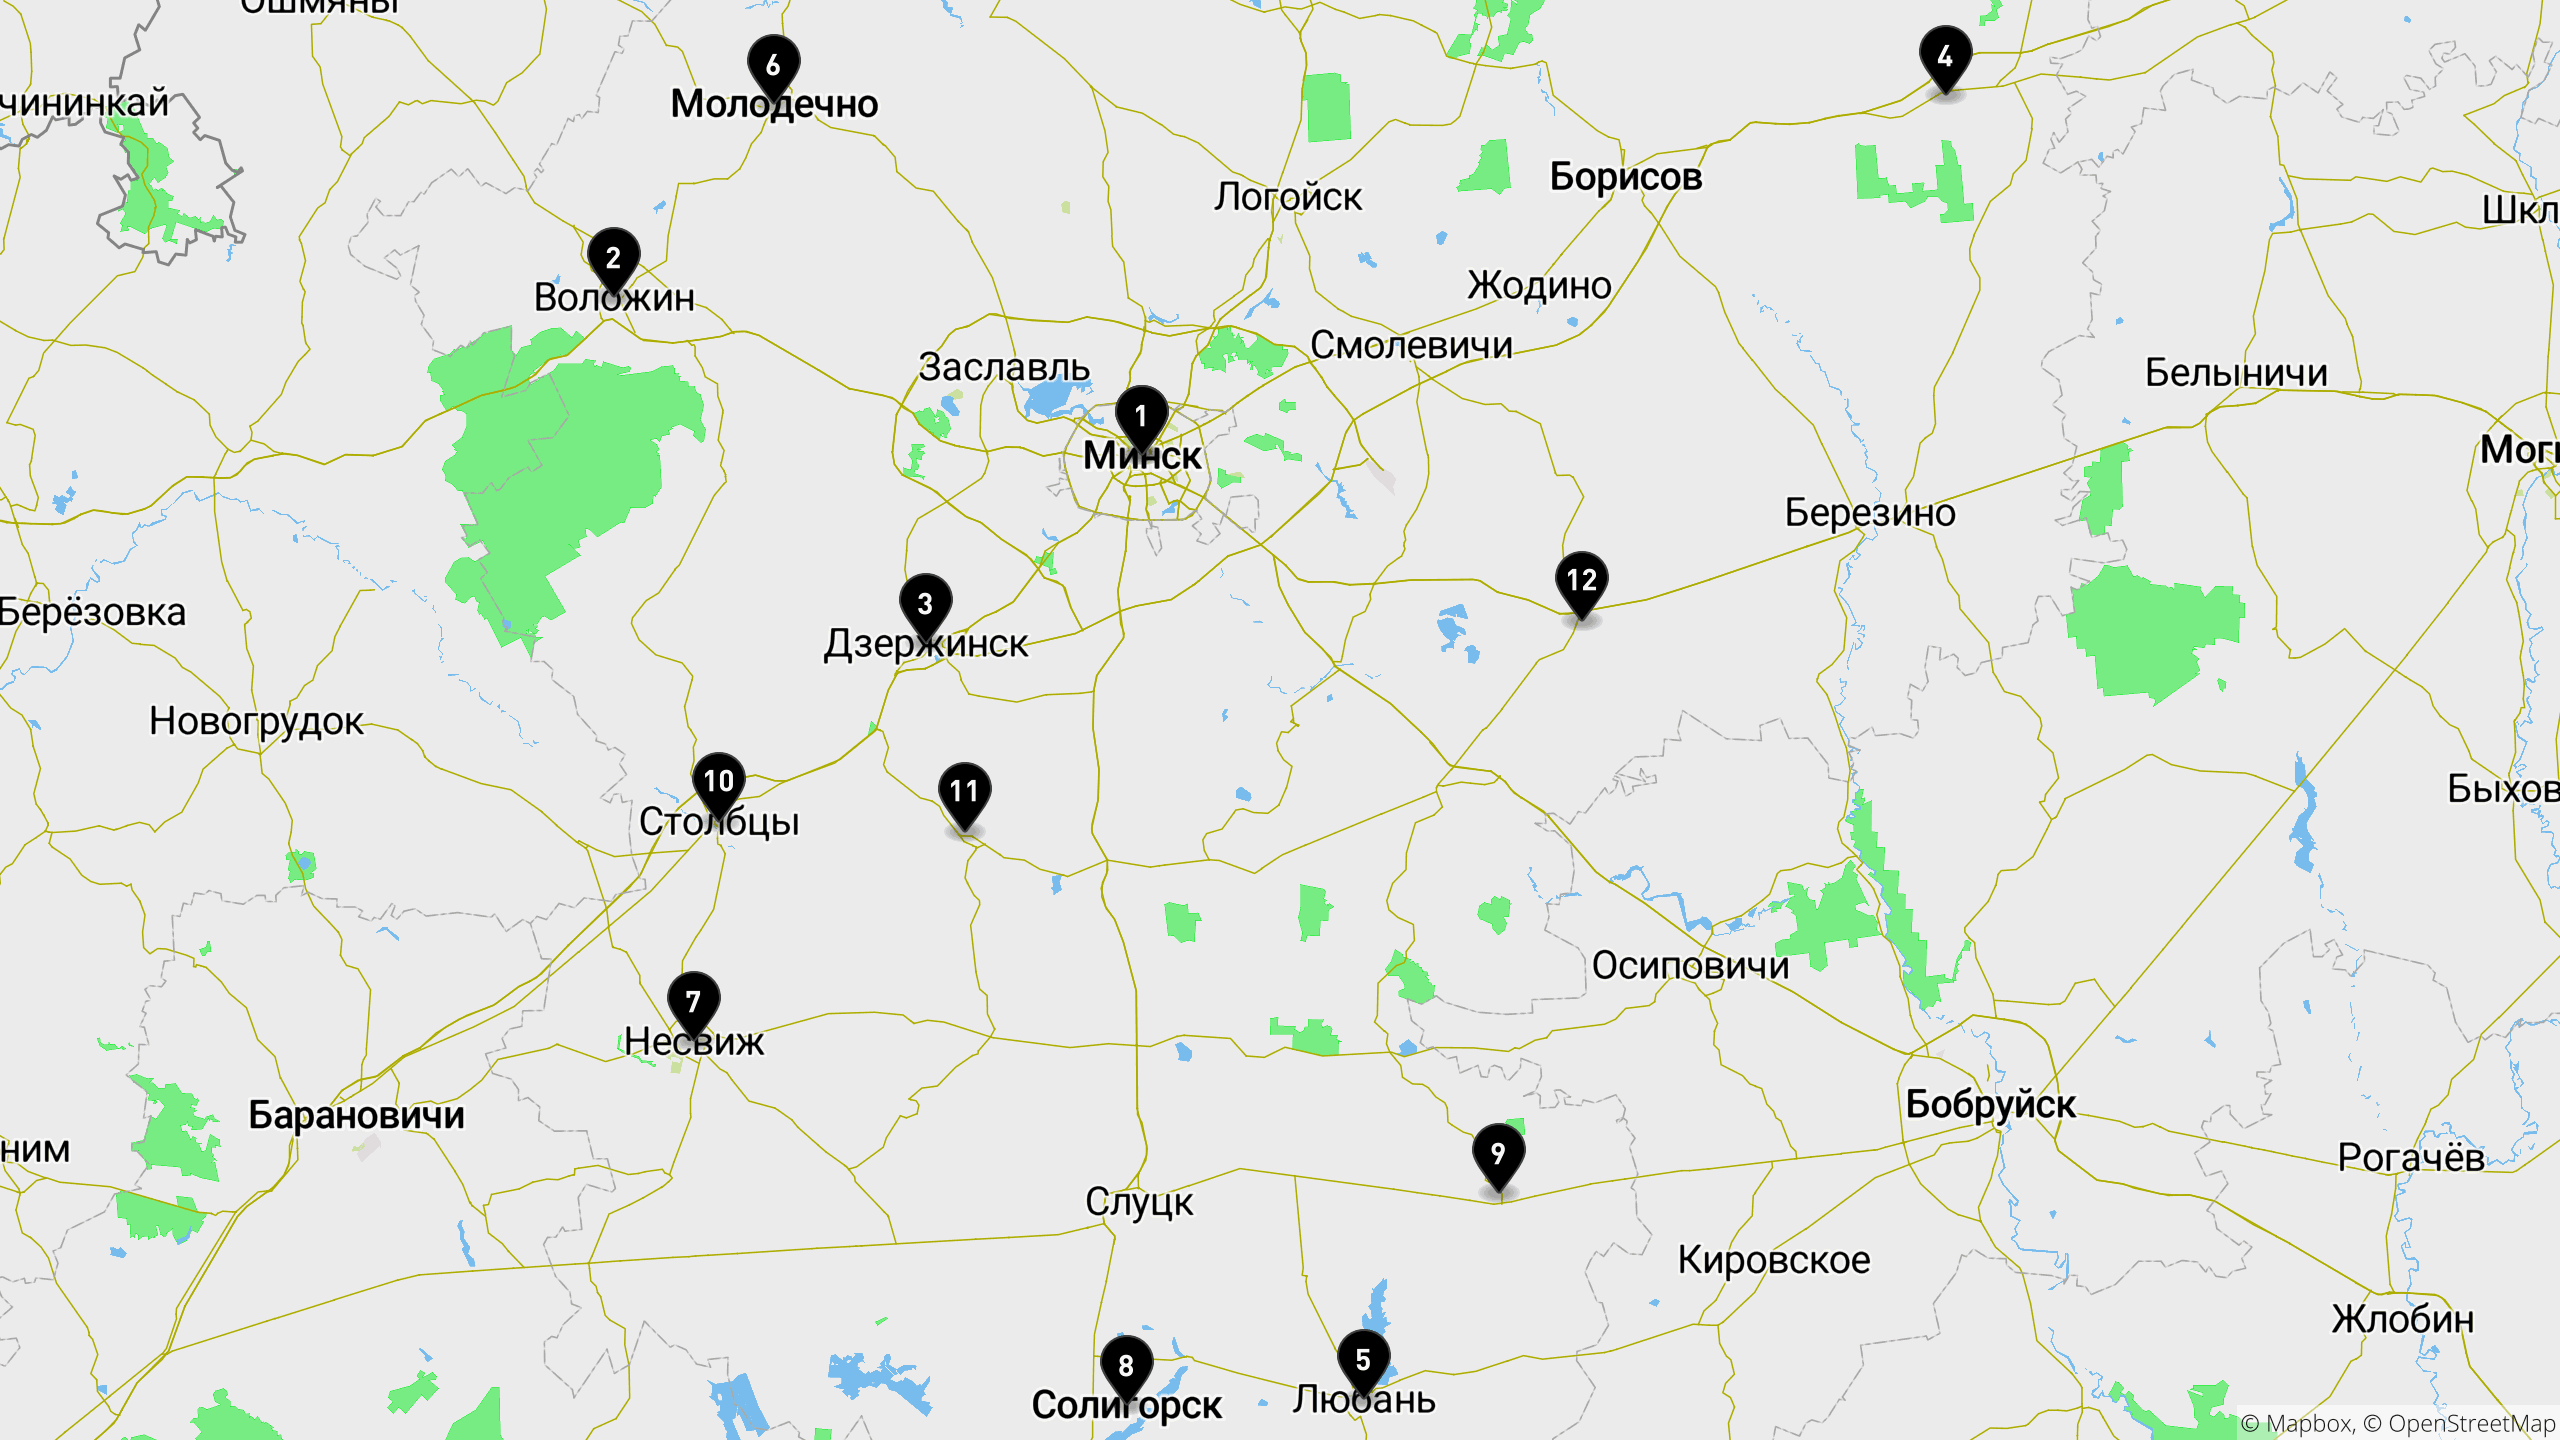 Ошмяны
6
4
чининкай
Молодечно
Борисов
Логойск
Шкл
2
Воложин
Жодино
Смолевичи
Заславль
Белыничи
1
Минск
Моги
Березино
12
3
Берёзовка
Дзержинск
Новогрудок
10
11
Быхов
Столбцы
Осиповичи
7
Несвиж
Бобруйск
Барановичи
9
ним
Рогачёв
Слуцк
Кировское
Жлобин
8
5
Солигорск
Любань
© Mapbox, © OpenStreetMap